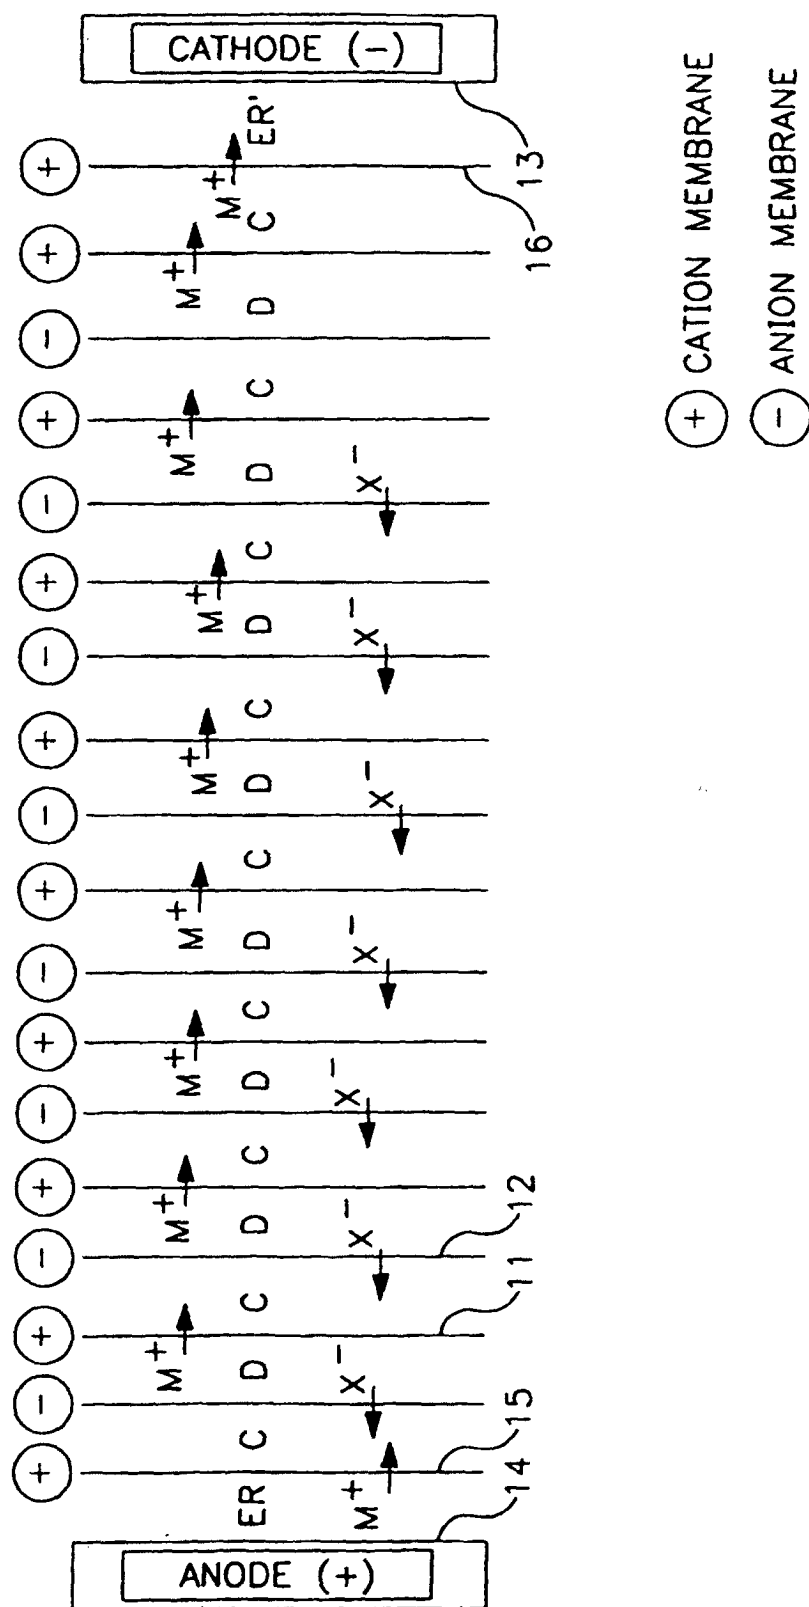 + − + − + − + − + − + − + − + − + +
M+ M+ M+ M+ M+ M+ M+ M+ M+
ANODE (+)
ER C D C D C D C D C D C D C D C D C ER'
CATHODE (−)
M+ X− X− X− X− X− X− X−
14 15 11 12 16 13
+ CATION MEMBRANE
− ANION MEMBRANE